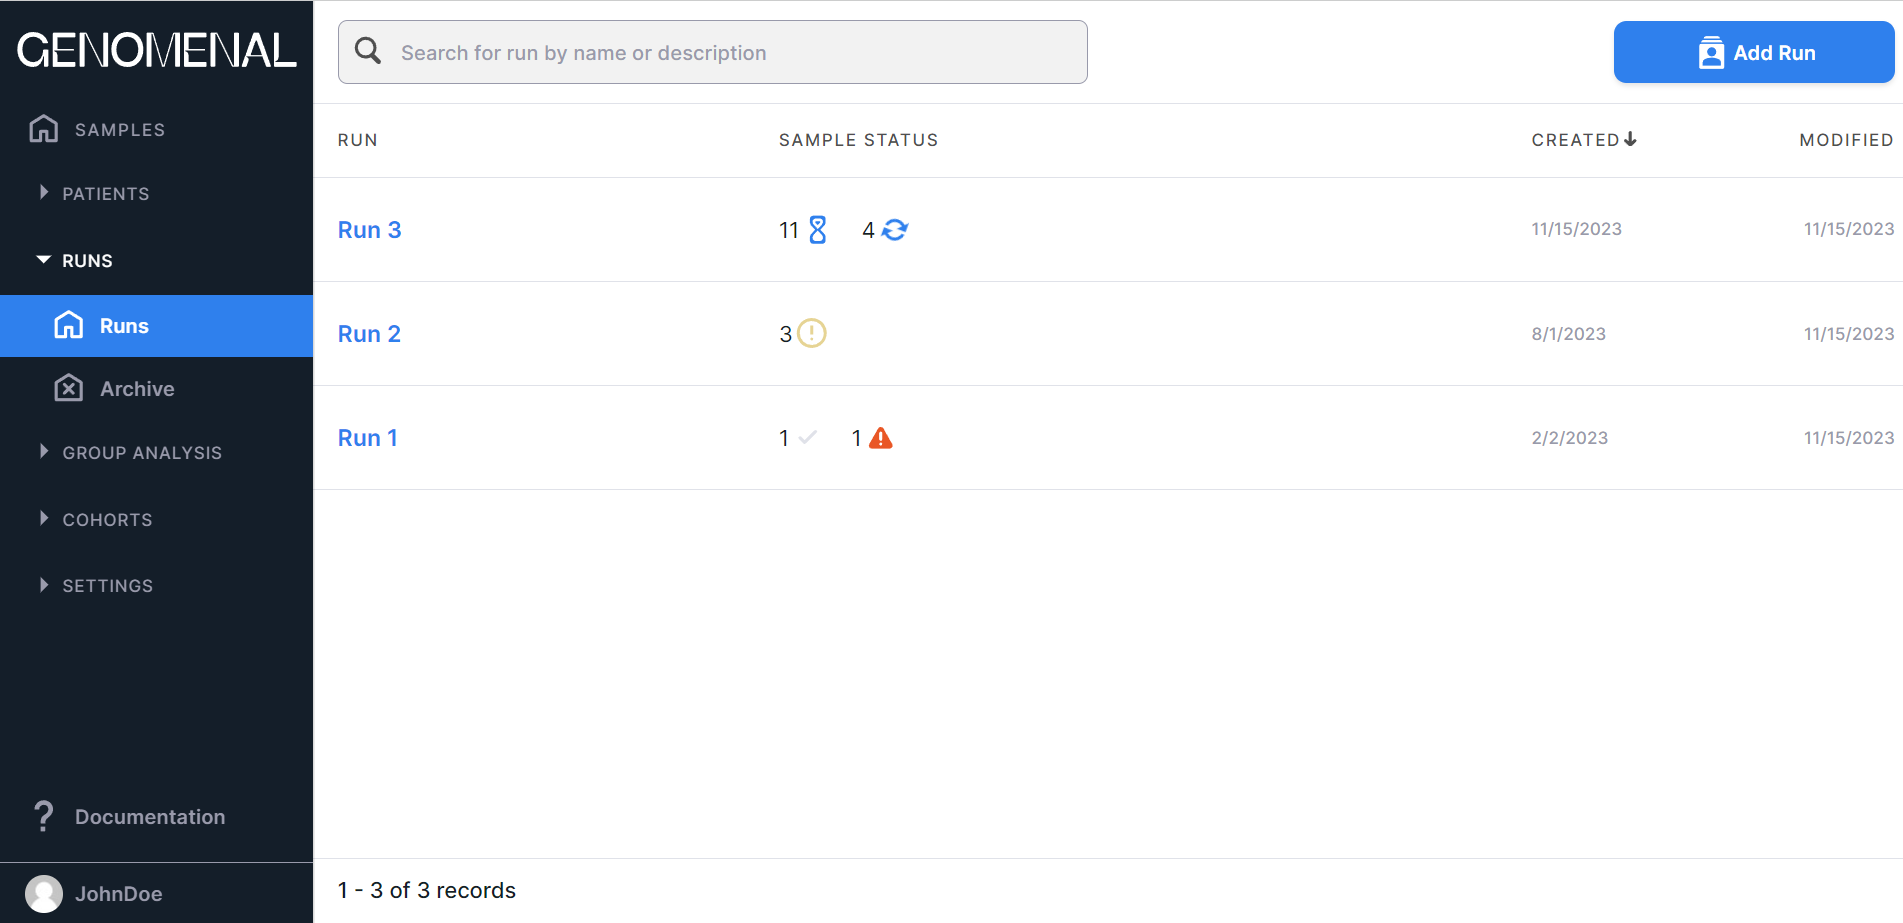 GENOMENAL
SAMPLES
PATIENTS
RUNS
Runs
Archive
GROUP ANALYSIS
COHORTS
SETTINGS
Documentation
JohnDoe
Search for run by name or description
Add Run
RUN SAMPLE STATUS CREATED MODIFIED
Run 3 11 4 11/15/2023 11/15/2023
Run 2 3 8/1/2023 11/15/2023
Run 1 1 1 2/2/2023 11/15/2023
1 - 3 of 3 records